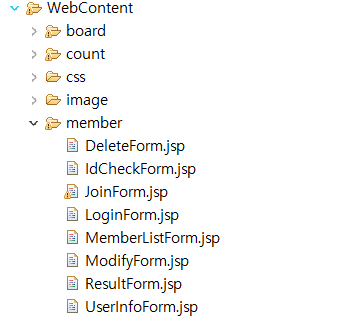 WebContent
board
count
css
image
member
DeleteForm.jsp
IdCheckForm.jsp
JoinForm.jsp
LoginForm.jsp
MemberListForm.jsp
ModifyForm.jsp
ResultForm.jsp
UserInfoForm.jsp